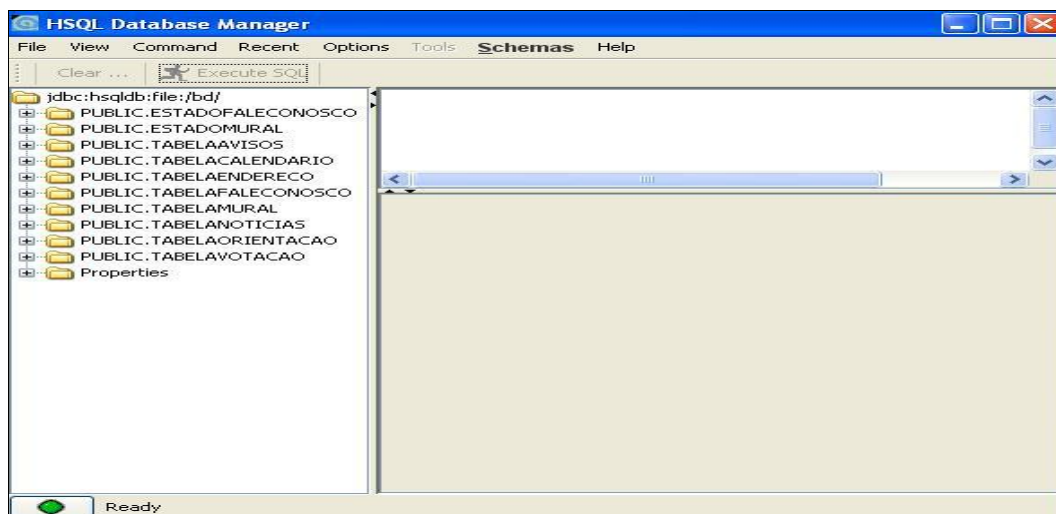 HSQL Database Manager
File View Command Recent Options Tools Schemas Help
Clear ... Execute SQL
jdbc:hsqldb:file:/bd/
PUBLIC.ESTADOFALECONOSCO
PUBLIC.ESTADOMURAL
PUBLIC.TABELAAVISOS
PUBLIC.TABELACALENDARIO
PUBLIC.TABELAENDERECO
PUBLIC.TABELAFALECONOSCO
PUBLIC.TABELAMURAL
PUBLIC.TABELANOTICIAS
PUBLIC.TABELAORIENTACAO
PUBLIC.TABELAVOTACAO
Properties
Ready